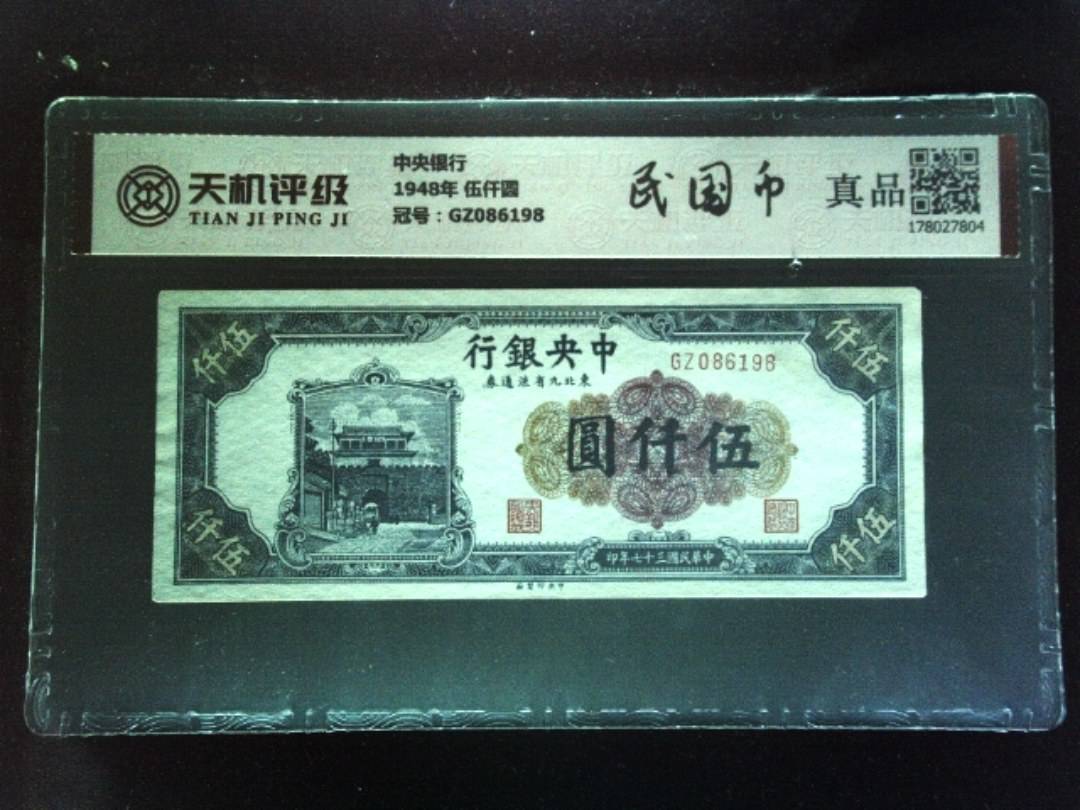 天机评级
TIAN JI PING JI
中央银行
1948年 伍仟圆
冠号：GZ086198
民国币
真品
178027804
伍仟
伍仟
中央銀行
GZ086198
東北九省流通券
伍仟圓
伍仟
伍仟
中華民國三十七年印